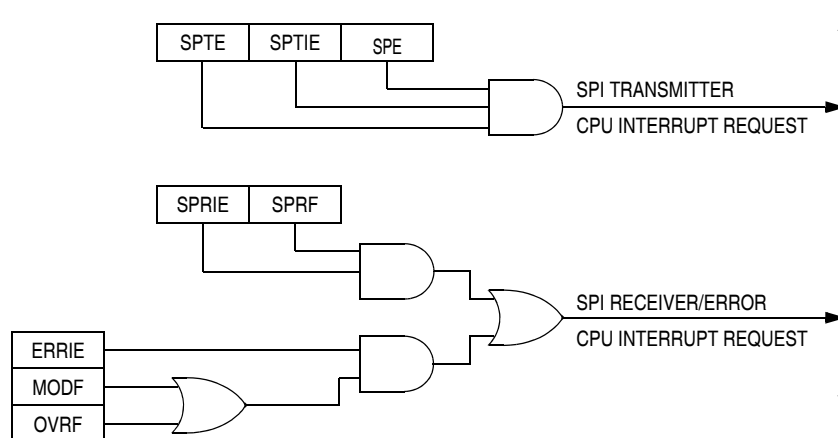 SPTE SPTIE SPE
SPI TRANSMITTER
CPU INTERRUPT REQUEST
SPRIE SPRF
SPI RECEIVER/ERROR
CPU INTERRUPT REQUEST
ERRIE
MODF
OVRF